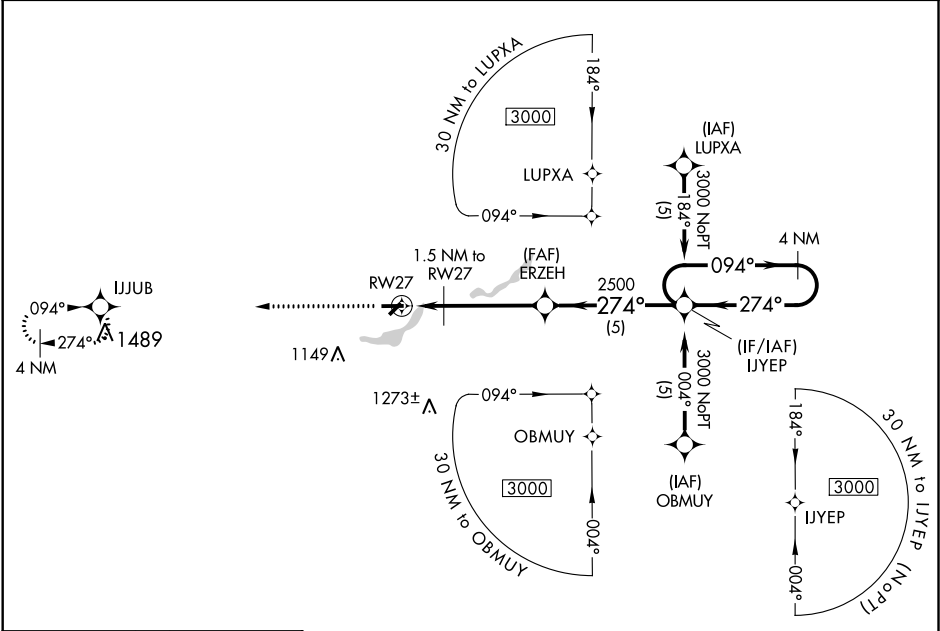 30 NM to LUPXA
184°
3000
LUPXA
094°
(IAF)
LUPXA
3000 NoPT
184°
(5)
4 NM
094°
1.5 NM to
RW27
(FAF)
ERZEH
RW27
2500
274°
(5)
274°
(IF/IAF)
IJYEP
IJJUB
094°
1489
274°
4 NM
1149
1273±
094°
OBMUY
3000
004°
30 NM to OBMUY
3000 NoPT
004°
(5)
(IAF)
OBMUY
184°
3000
IJYEP
004°
30 NM to IJYEP (NoPT)